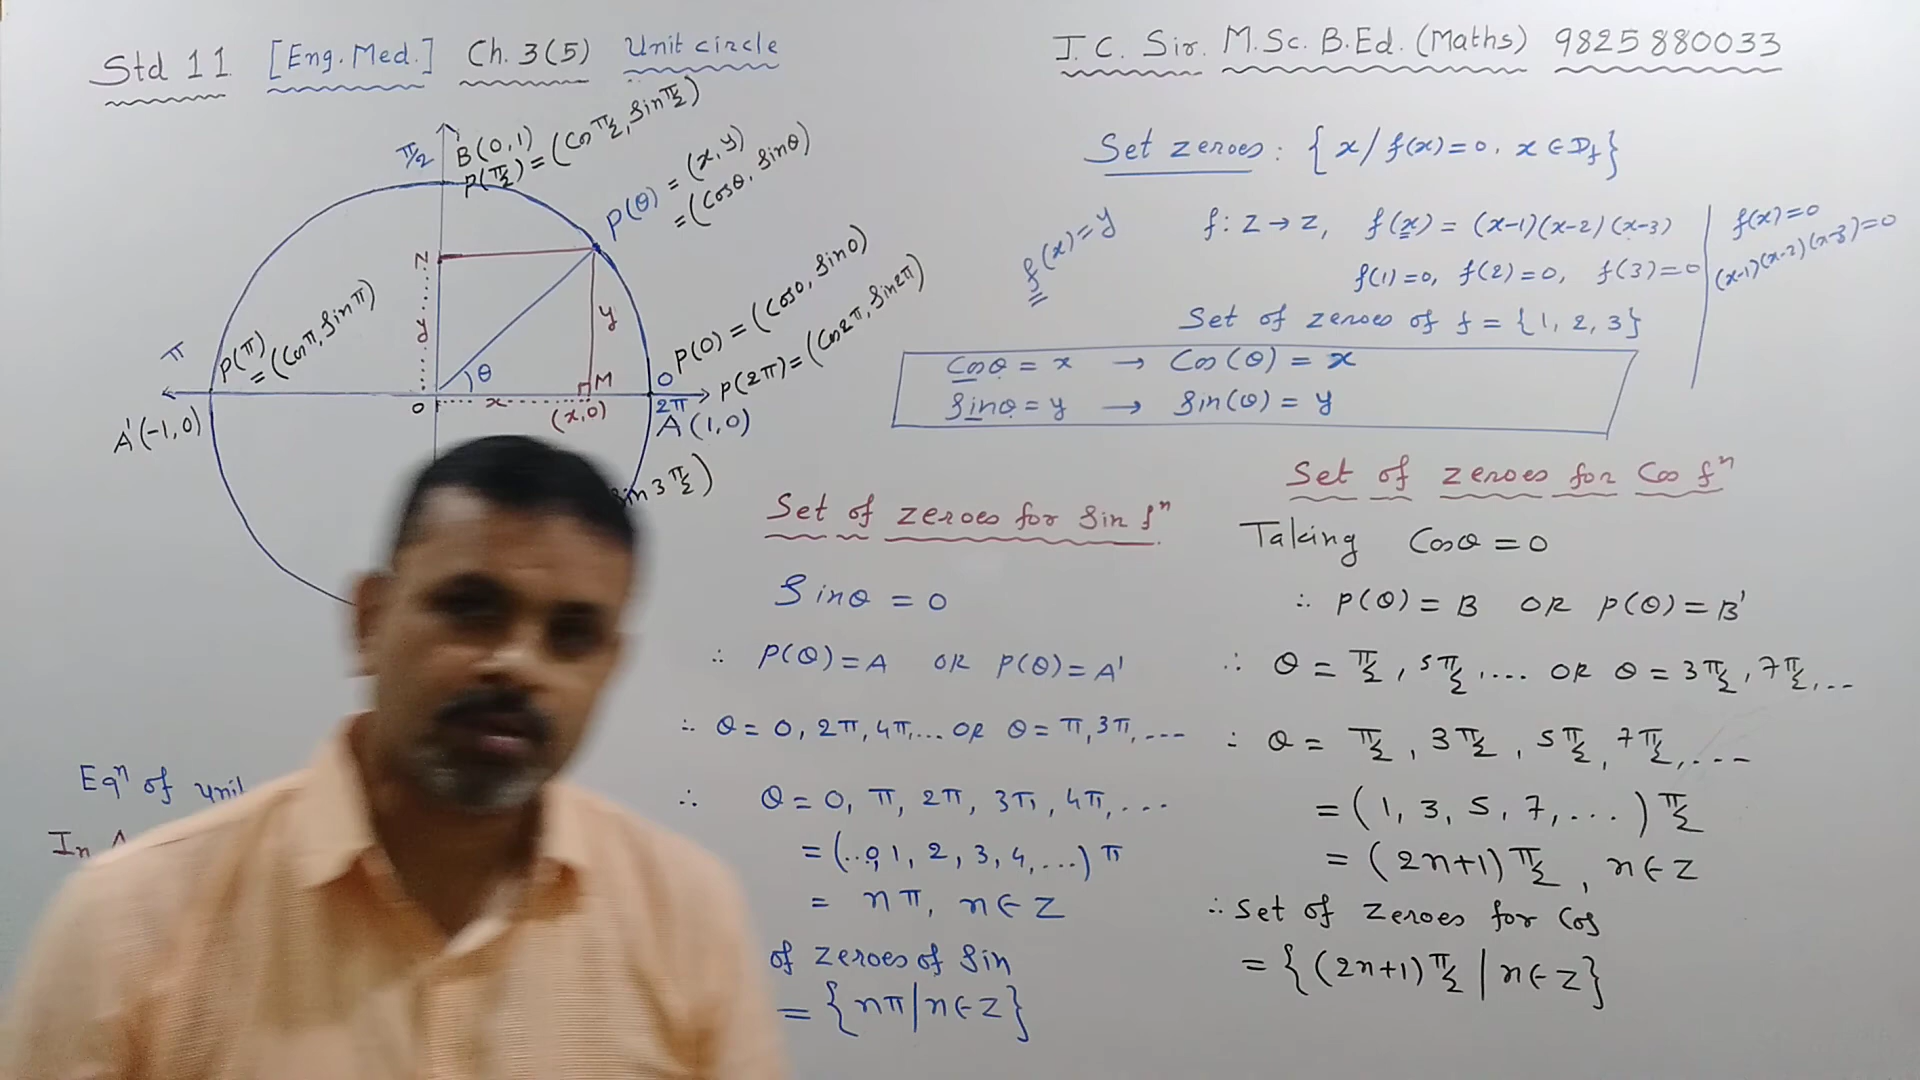 Std 11 [Eng. Med.] Ch. 3(5) Unit circle
J. C. Sir. M.Sc. B.Ed. (Maths) 9825880033
π/2
B(0,1)
P(π/2) = (Cos π/2, Sin π/2)
P(θ) = (x, y)
= (Cosθ, Sinθ)
N
y
y
θ
O
x
M
(x,0)
π
P(π)
= (Cosπ, Sinπ)
A'(-1,0)
0
2π
P(0) = (Cos0, Sin0)
P(2π) = (Cos2π, Sin2π)
A(1,0)
in 3π/2)
Eqⁿ of unit
In
Set zeroes: {x / f(x)=0, x ∈ Df}
f(x)=y
f: Z → Z, f(x) = (x-1)(x-2)(x-3)
f(1)=0, f(2)=0, f(3)=0
Set of zeroes of f = {1, 2, 3}
f(x)=0
(x-1)(x-2)(x-3)=0
Cosθ = x → Cos(θ) = x
Sinθ = y → Sin(θ) = y
Set of zeroes for Sin fⁿ
Sinθ = 0
∴ P(θ)=A OR P(θ)=A'
∴ θ = 0, 2π, 4π,... OR θ = π, 3π, ---
∴ θ = 0, π, 2π, 3π, 4π, ...
= (..0, 1, 2, 3, 4, ...) π
= nπ, n ∈ Z
of zeroes of Sin
= {nπ | n ∈ Z}
Set of zeroes for Cos fⁿ
Taking Cosθ = 0
∴ P(θ) = B OR P(θ) = B'
∴ θ = π/2, 5π/2, .... OR θ = 3π/2, 7π/2, ...
∴ θ = π/2, 3π/2, 5π/2, 7π/2, ....
= (1, 3, 5, 7, ....) π/2
= (2n+1) π/2, n ∈ Z
∴ Set of zeroes for Cos
= {(2n+1) π/2 | n ∈ Z}